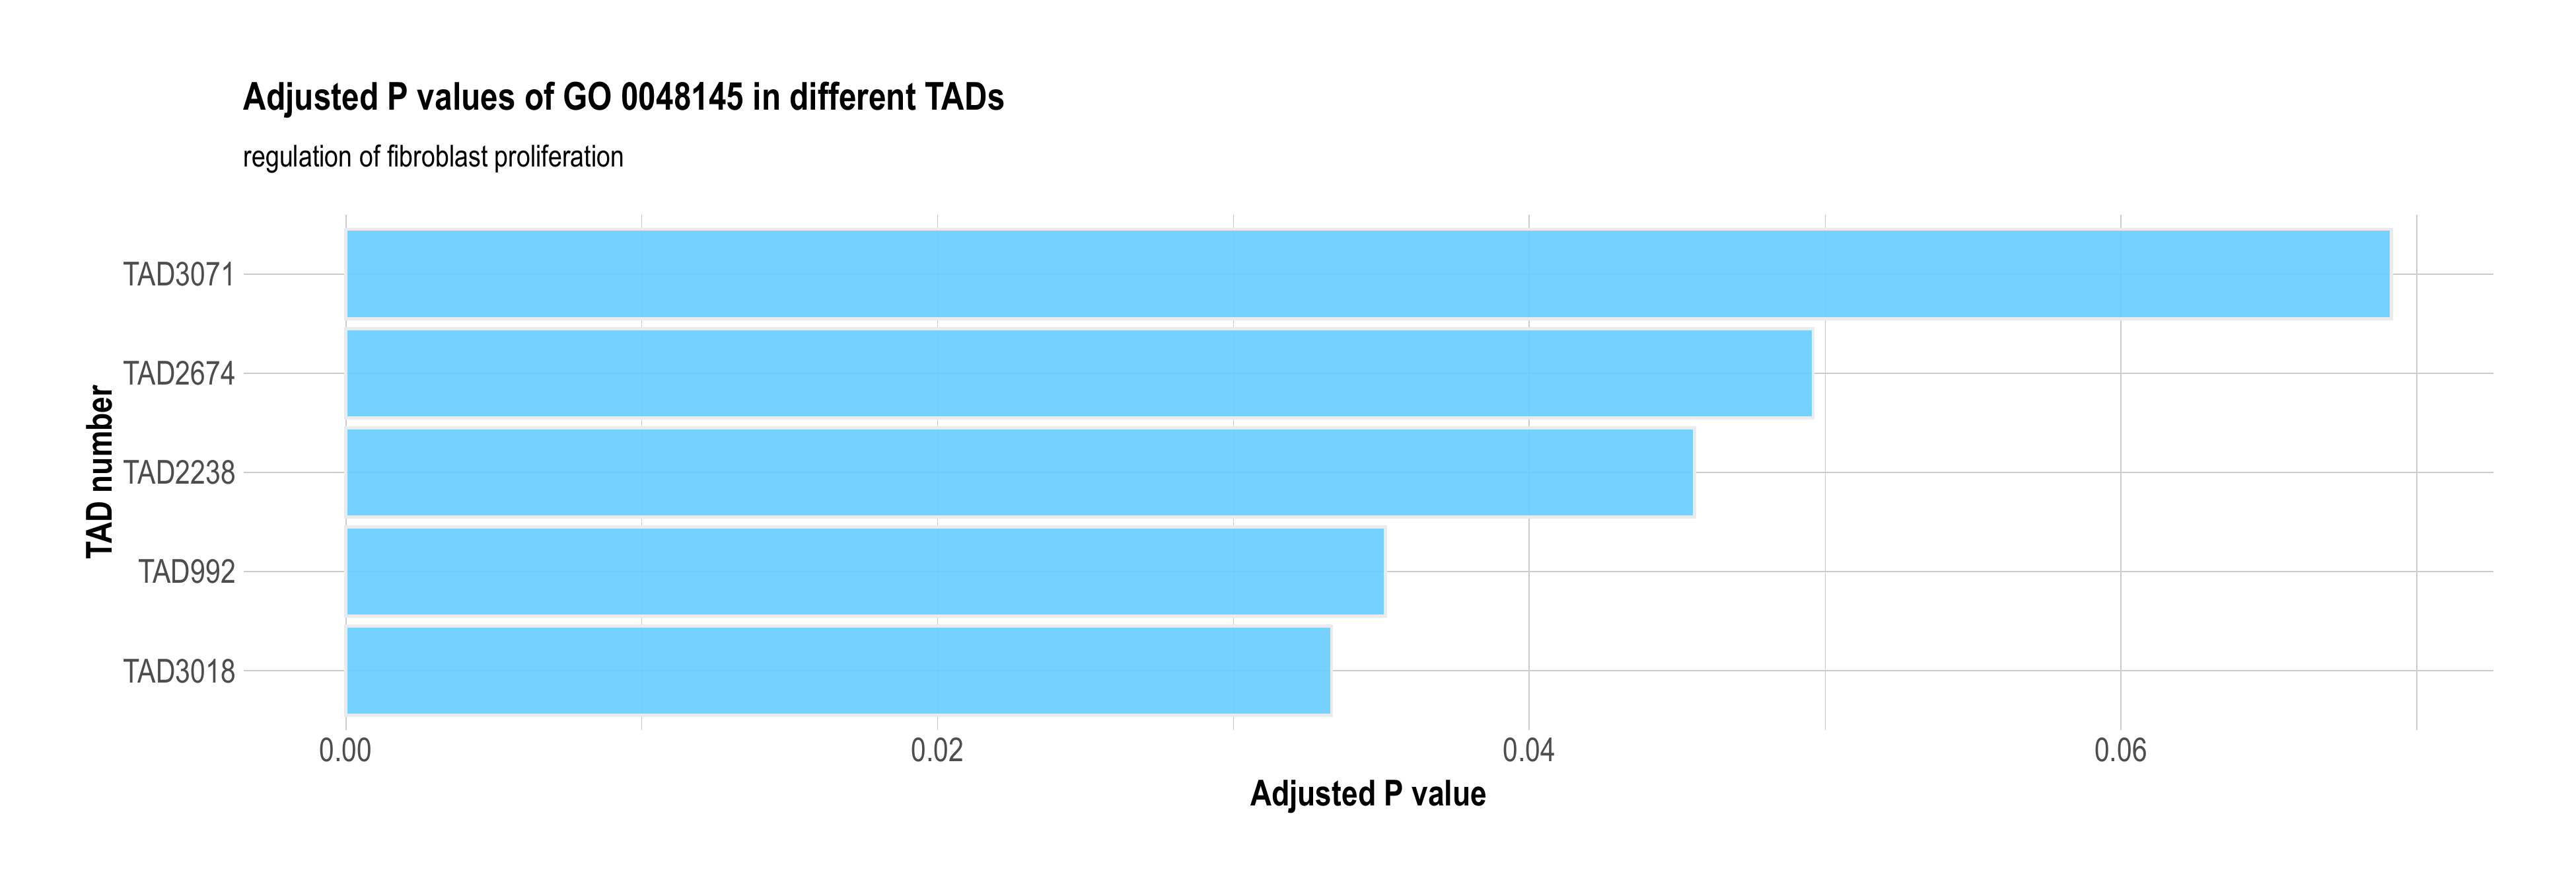 Adjusted P values of GO 0048145 in different TADs
regulation of fibroblast proliferation
TAD number
TAD3071
TAD2674
TAD2238
TAD992
TAD3018
0.00 0.02 0.04 0.06
Adjusted P value